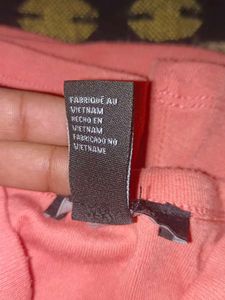 FABRIQUÉ AU
VIETNAM
HECHO EN
VIETNAM
FABRICADO NO
VIETNAME